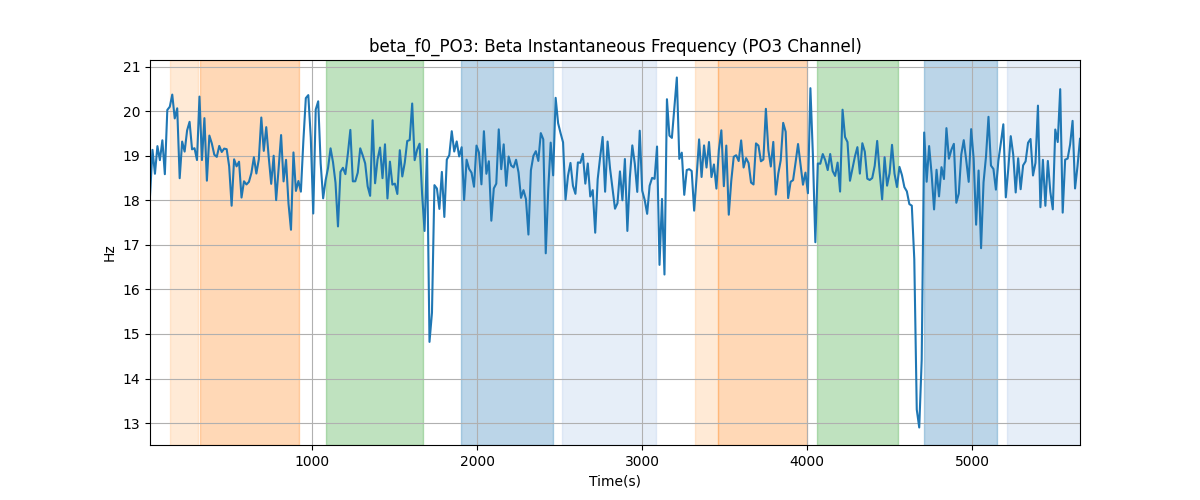 beta_f0_PO3: Beta Instantaneous Frequency (PO3 Channel)
21
20
19
18
17
16
15
14
13
Hz
1000 2000 3000 4000 5000
Time(s)